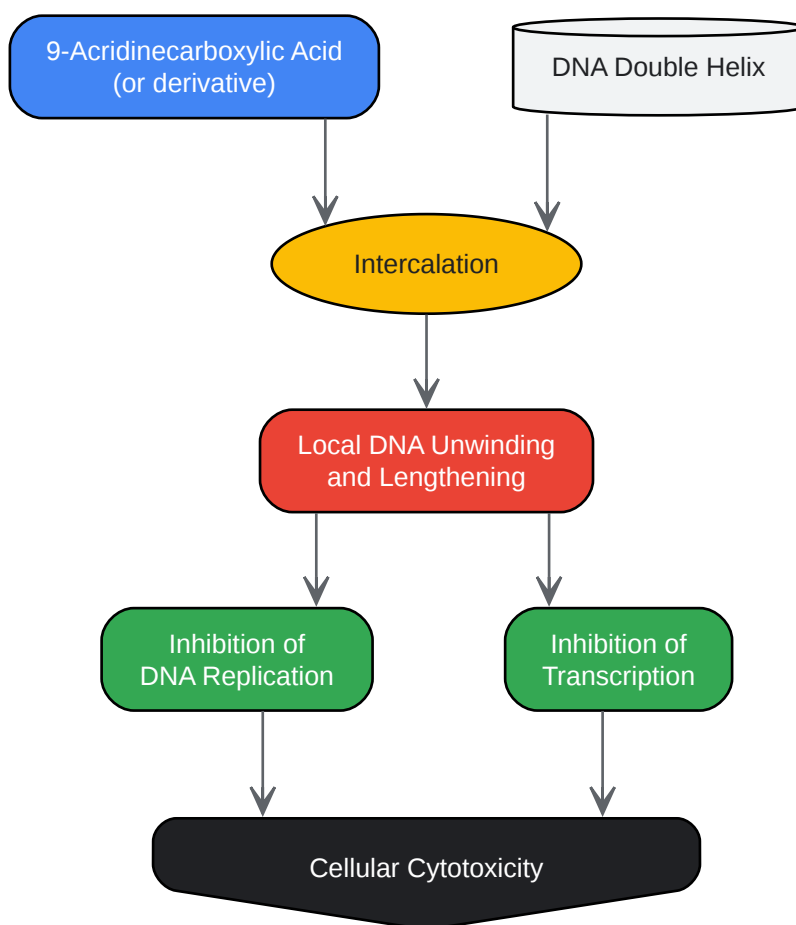 9-Acridinecarboxylic Acid
(or derivative)
DNA Double Helix
Intercalation
Local DNA Unwinding
and Lengthening
Inhibition of
DNA Replication
Inhibition of
Transcription
Cellular Cytotoxicity